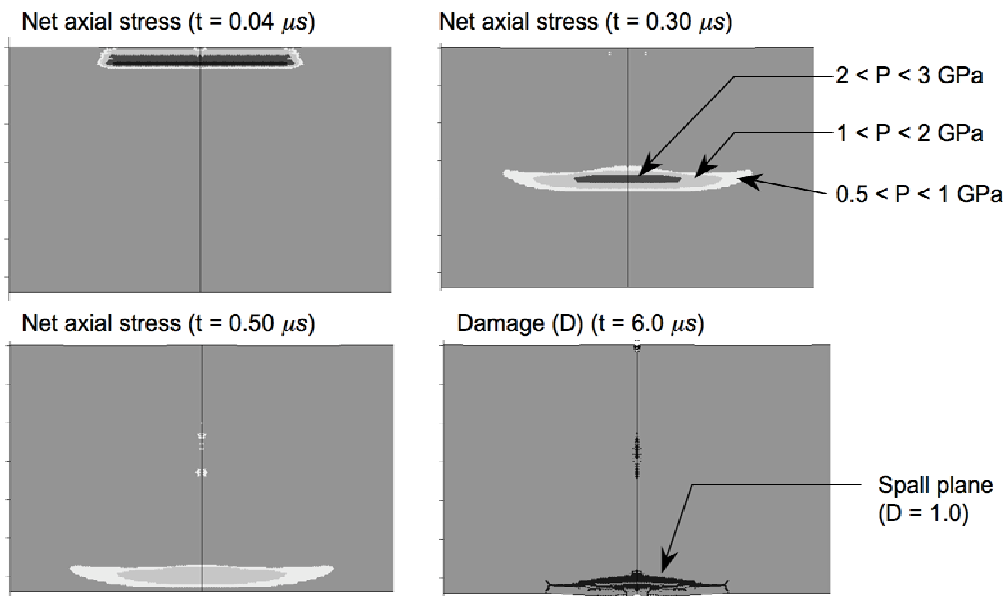 Net axial stress (t = 0.04 μs)
Net axial stress (t = 0.30 μs)
2 < P < 3 GPa
1 < P < 2 GPa
0.5 < P < 1 GPa
Net axial stress (t = 0.50 μs)
Damage (D) (t = 6.0 μs)
Spall plane
(D = 1.0)